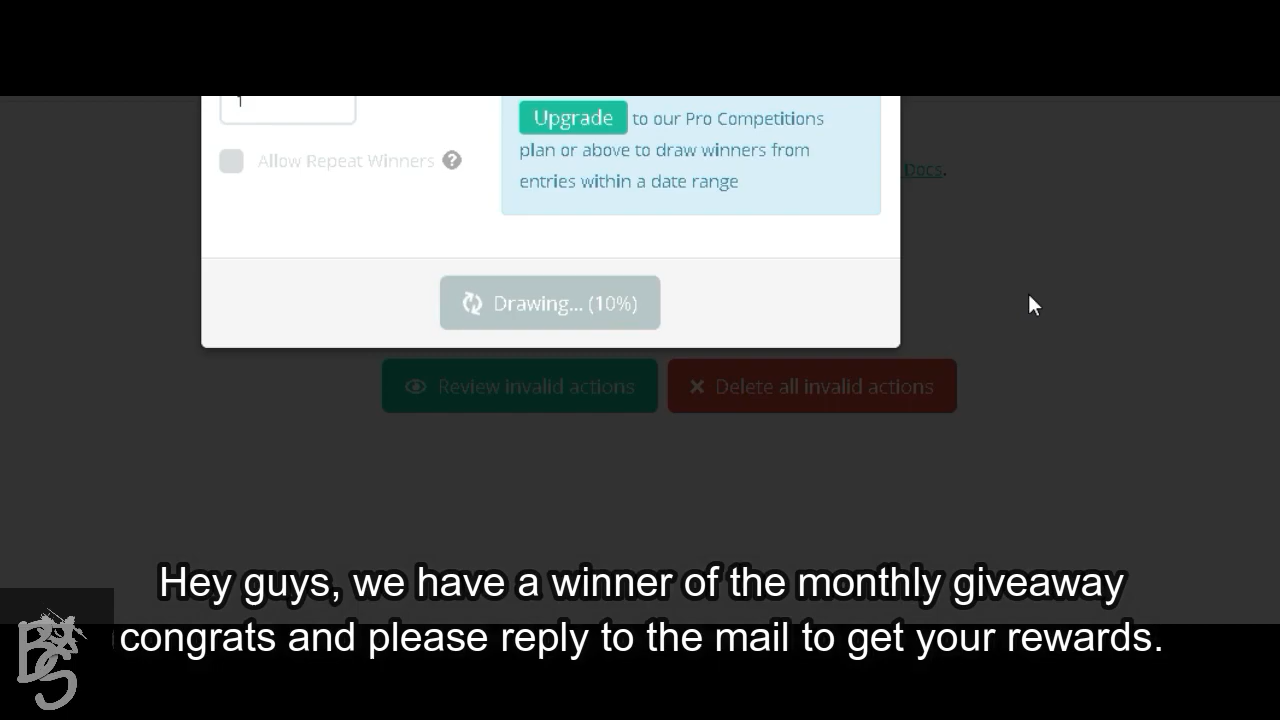 1
Upgrade to our Pro Competitions
plan or above to draw winners from
entries within a date range
Allow Repeat Winners ?
Docs.
Drawing... (10%)
Review invalid actions
Delete all invalid actions
Hey guys, we have a winner of the monthly giveaway
congrats and please reply to the mail to get your rewards.